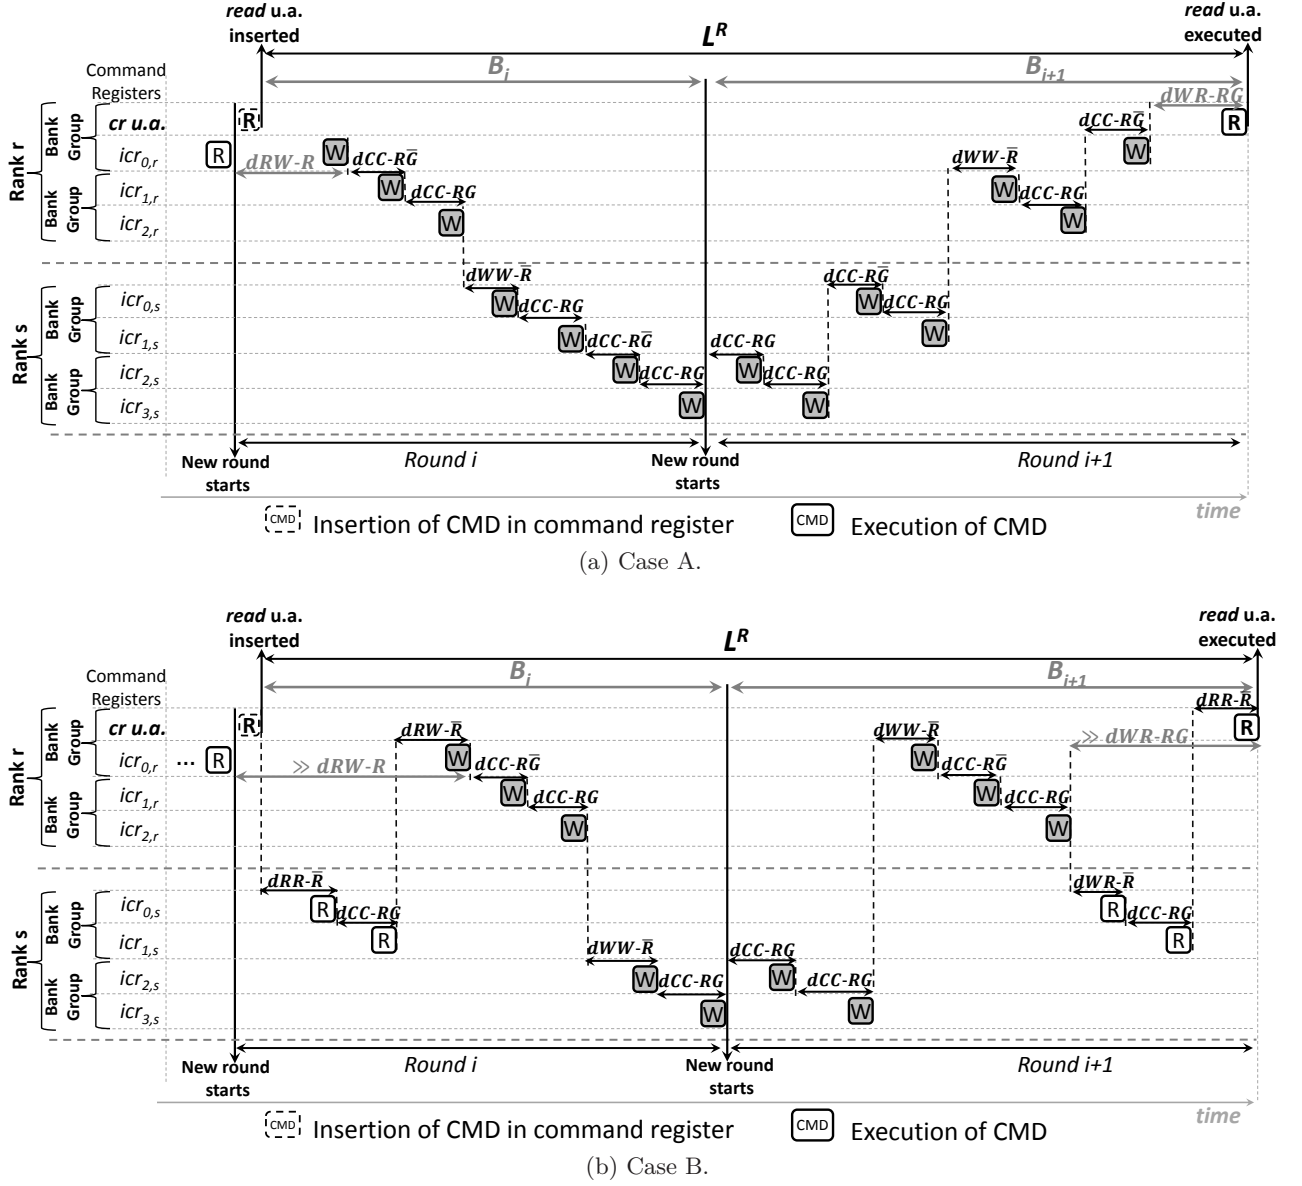 read u.a.
inserted
read u.a.
executed
L^R
B_i
B_{i+1}
Command
Registers
dWR-RG
Rank r
Bank
Group
cr u.a.
R
R
dCC-RG̅
icr_{0,r}
R
dRW-R
W
dCC-RG̅
dWW-R̅
W
Bank
Group
icr_{1,r}
W
dCC-RG
W
dCC-RG
icr_{2,r}
W
W
dWW-R̅
dCC-RG̅
Rank s
Bank
Group
icr_{0,s}
W
dCC-RG
W
dCC-RG
icr_{1,s}
W
dCC-RG̅
dCC-RG
W
Bank
Group
icr_{2,s}
W
dCC-RG
W
dCC-RG
icr_{3,s}
W
W
New round
starts
Round i
New round
starts
Round i+1
time
CMD
Insertion of CMD in command register
CMD
Execution of CMD
(a) Case A.
read u.a.
inserted
read u.a.
executed
L^R
B_i
B_{i+1}
Command
Registers
dRR-R̅
Rank r
Bank
Group
cr u.a.
R
dRW-R̅
dWW-R̅
R
icr_{0,r}
... R
≫ dRW-R
W
dCC-RG̅
W
dCC-RG̅
≫ dWR-RG
Bank
Group
icr_{1,r}
W
dCC-RG
W
dCC-RG
icr_{2,r}
W
W
dRR-R̅
dWR-R̅
Rank s
Bank
Group
icr_{0,s}
R
dCC-RG
R
dCC-RG
icr_{1,s}
R
dWW-R̅
dCC-RG
R
Bank
Group
icr_{2,s}
W
dCC-RG
W
dCC-RG
icr_{3,s}
W
W
New round
starts
Round i
New round
starts
Round i+1
time
CMD
Insertion of CMD in command register
CMD
Execution of CMD
(b) Case B.